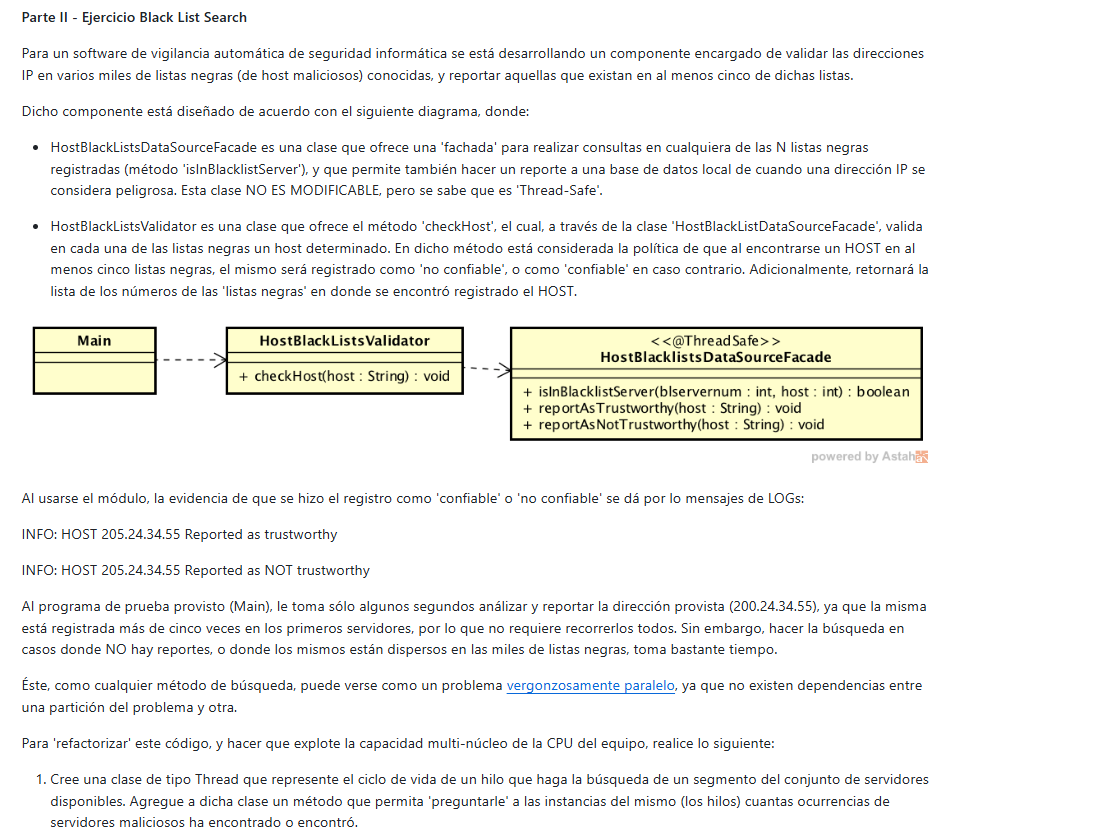 Parte II - Ejercicio Black List Search
Para un software de vigilancia automática de seguridad informática se está desarrollando un componente encargado de validar las direcciones
IP en varios miles de listas negras (de host maliciosos) conocidas, y reportar aquellas que existan en al menos cinco de dichas listas.
Dicho componente está diseñado de acuerdo con el siguiente diagrama, donde:
• HostBlackListsDataSourceFacade es una clase que ofrece una 'fachada' para realizar consultas en cualquiera de las N listas negras
registradas (método 'isInBlacklistServer'), y que permite también hacer un reporte a una base de datos local de cuando una dirección IP se
considera peligrosa. Esta clase NO ES MODIFICABLE, pero se sabe que es 'Thread-Safe'.
• HostBlackListsValidator es una clase que ofrece el método 'checkHost', el cual, a través de la clase 'HostBlackListDataSourceFacade', valida
en cada una de las listas negras un host determinado. En dicho método está considerada la política de que al encontrarse un HOST en al
menos cinco listas negras, el mismo será registrado como 'no confiable', o como 'confiable' en caso contrario. Adicionalmente, retornará la
lista de los números de las 'listas negras' en donde se encontró registrado el HOST.
Main
HostBlackListsValidator
+ checkHost(host : String) : void
<<@ThreadSafe>>
HostBlacklistsDataSourceFacade
+ isInBlacklistServer(blservernum : int, host : int) : boolean
+ reportAsTrustworthy(host : String) : void
+ reportAsNotTrustworthy(host : String) : void
powered by Astah
Al usarse el módulo, la evidencia de que se hizo el registro como 'confiable' o 'no confiable' se dá por lo mensajes de LOGs:
INFO: HOST 205.24.34.55 Reported as trustworthy
INFO: HOST 205.24.34.55 Reported as NOT trustworthy
Al programa de prueba provisto (Main), le toma sólo algunos segundos análizar y reportar la dirección provista (200.24.34.55), ya que la misma
está registrada más de cinco veces en los primeros servidores, por lo que no requiere recorrerlos todos. Sin embargo, hacer la búsqueda en
casos donde NO hay reportes, o donde los mismos están dispersos en las miles de listas negras, toma bastante tiempo.
Éste, como cualquier método de búsqueda, puede verse como un problema vergonzosamente paralelo, ya que no existen dependencias entre
una partición del problema y otra.
Para 'refactorizar' este código, y hacer que explote la capacidad multi-núcleo de la CPU del equipo, realice lo siguiente:
1. Cree una clase de tipo Thread que represente el ciclo de vida de un hilo que haga la búsqueda de un segmento del conjunto de servidores
disponibles. Agregue a dicha clase un método que permita 'preguntarle' a las instancias del mismo (los hilos) cuantas ocurrencias de
servidores maliciosos ha encontrado o encontró.